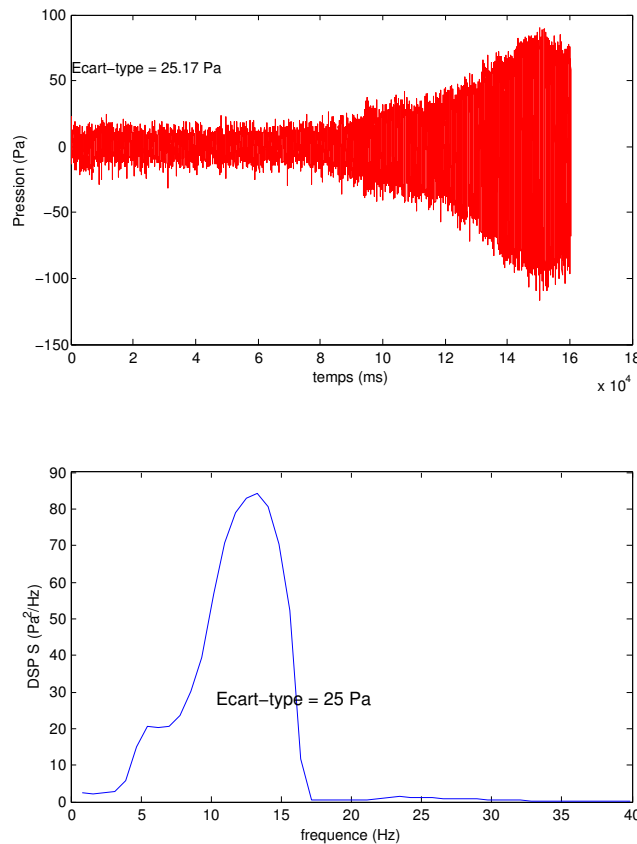 100
50
0
−50
−100
−150
Pression (Pa)
Ecart−type = 25.17 Pa
0 2 4 6 8 10 12 14 16 18
x 10^4
temps (ms)
90
80
70
60
50
40
30
20
10
0
DSP S (Pa^2/Hz)
Ecart−type = 25 Pa
0 5 10 15 20 25 30 35 40
frequence (Hz)